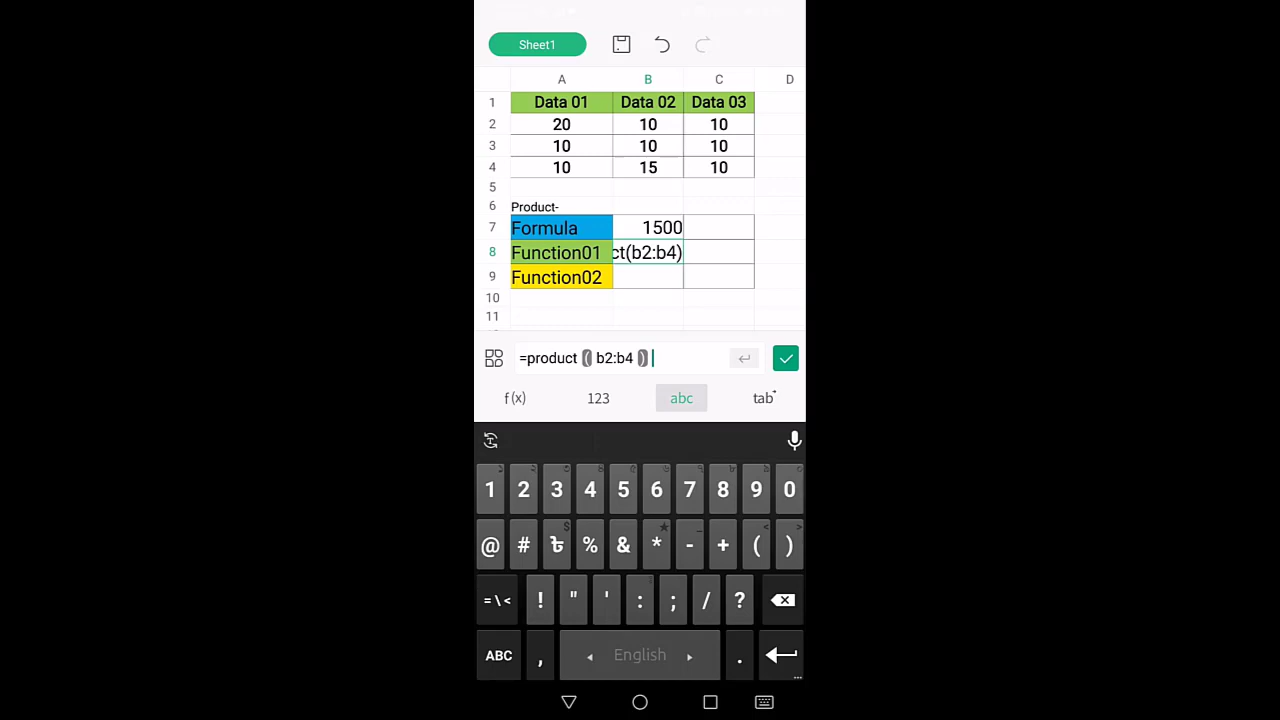 Sheet1
A B C D
1 Data 01 Data 02 Data 03
2 20 10 10
3 10 10 10
4 10 15 10
5
6 Product-
7 Formula 1500
8 Function01 ct(b2:b4)
9 Function02
10
11
=product ( b2:b4 )
f(x) 123 abc tab
1 2 3 4 5 6 7 8 9 0
@ # ৳ % & * - + ( )
=\< ! " ' : ; / ?
ABC , English .